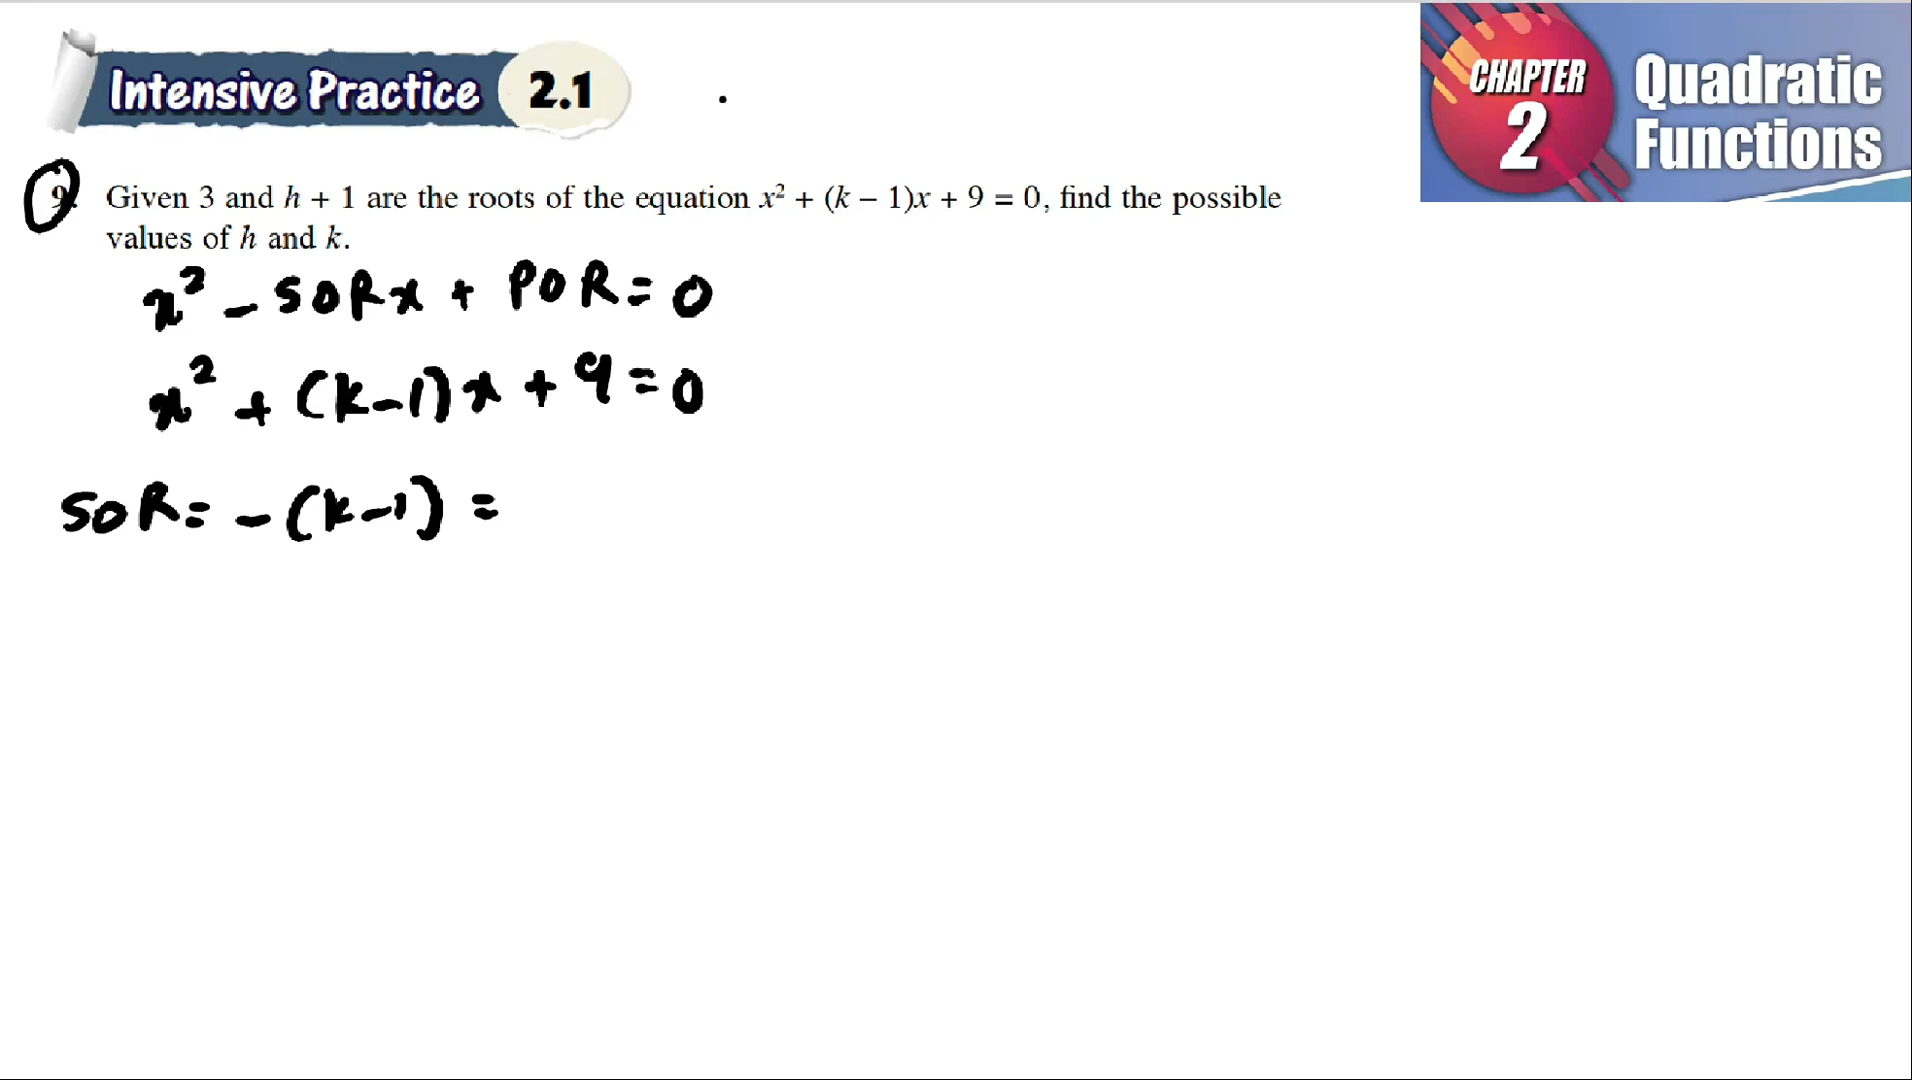 Intensive Practice 2.1
CHAPTER 2
Quadratic
Functions
9. Given 3 and h + 1 are the roots of the equation x² + (k − 1)x + 9 = 0, find the possible
values of h and k.
x² - SORx + POR = 0
x² + (k-1)x + 9 = 0
SOR = -(k-1) =